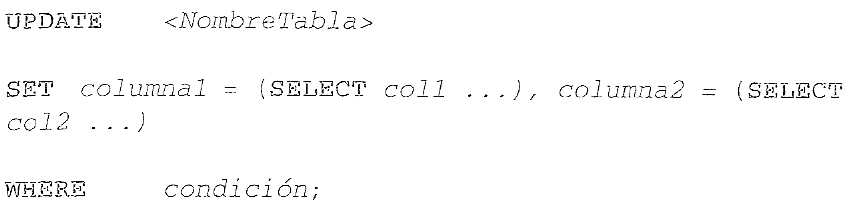 UPDATE <NombreTabla>
SET columna1 = (SELECT col1 ...), columna2 = (SELECT
col2 ...)
WHERE condición;